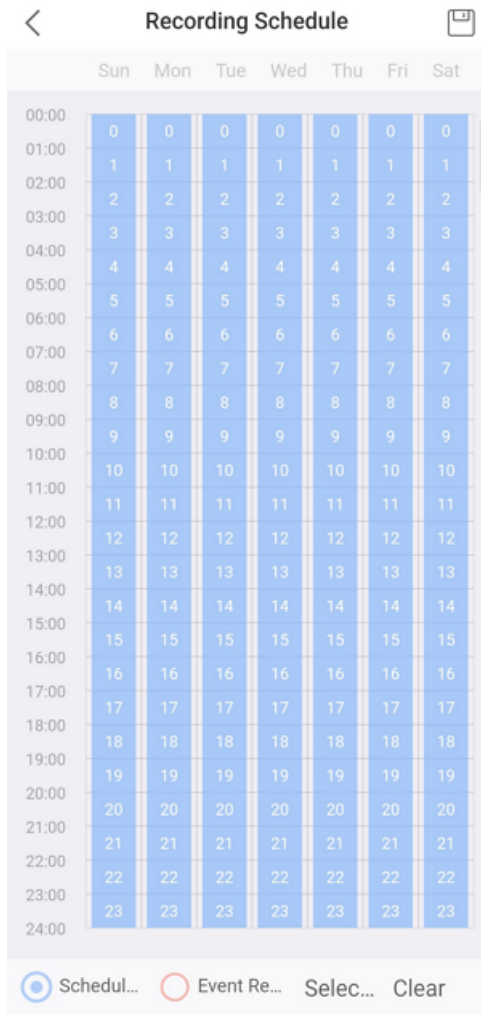 Recording Schedule
Sun Mon Tue Wed Thu Fri Sat
00:00
0 0 0 0 0 0 0
01:00
1 1 1 1 1 1 1
02:00
2 2 2 2 2 2 2
03:00
3 3 3 3 3 3 3
04:00
4 4 4 4 4 4 4
05:00
5 5 5 5 5 5 5
06:00
6 6 6 6 6 6 6
07:00
7 7 7 7 7 7 7
08:00
8 8 8 8 8 8 8
09:00
9 9 9 9 9 9 9
10:00
10 10 10 10 10 10 10
11:00
11 11 11 11 11 11 11
12:00
12 12 12 12 12 12 12
13:00
13 13 13 13 13 13 13
14:00
14 14 14 14 14 14 14
15:00
15 15 15 15 15 15 15
16:00
16 16 16 16 16 16 16
17:00
17 17 17 17 17 17 17
18:00
18 18 18 18 18 18 18
19:00
19 19 19 19 19 19 19
20:00
20 20 20 20 20 20 20
21:00
21 21 21 21 21 21 21
22:00
22 22 22 22 22 22 22
23:00
23 23 23 23 23 23 23
24:00
Schedul... Event Re... Selec... Clear